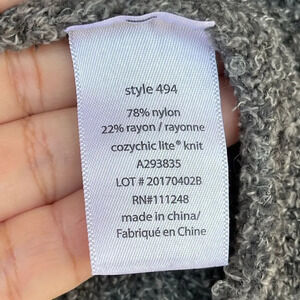 style 494
78% nylon
22% rayon / rayonne
cozychic lite® knit
A293835
LOT # 20170402B
RN#111248
made in china/
Fabriqué en Chine